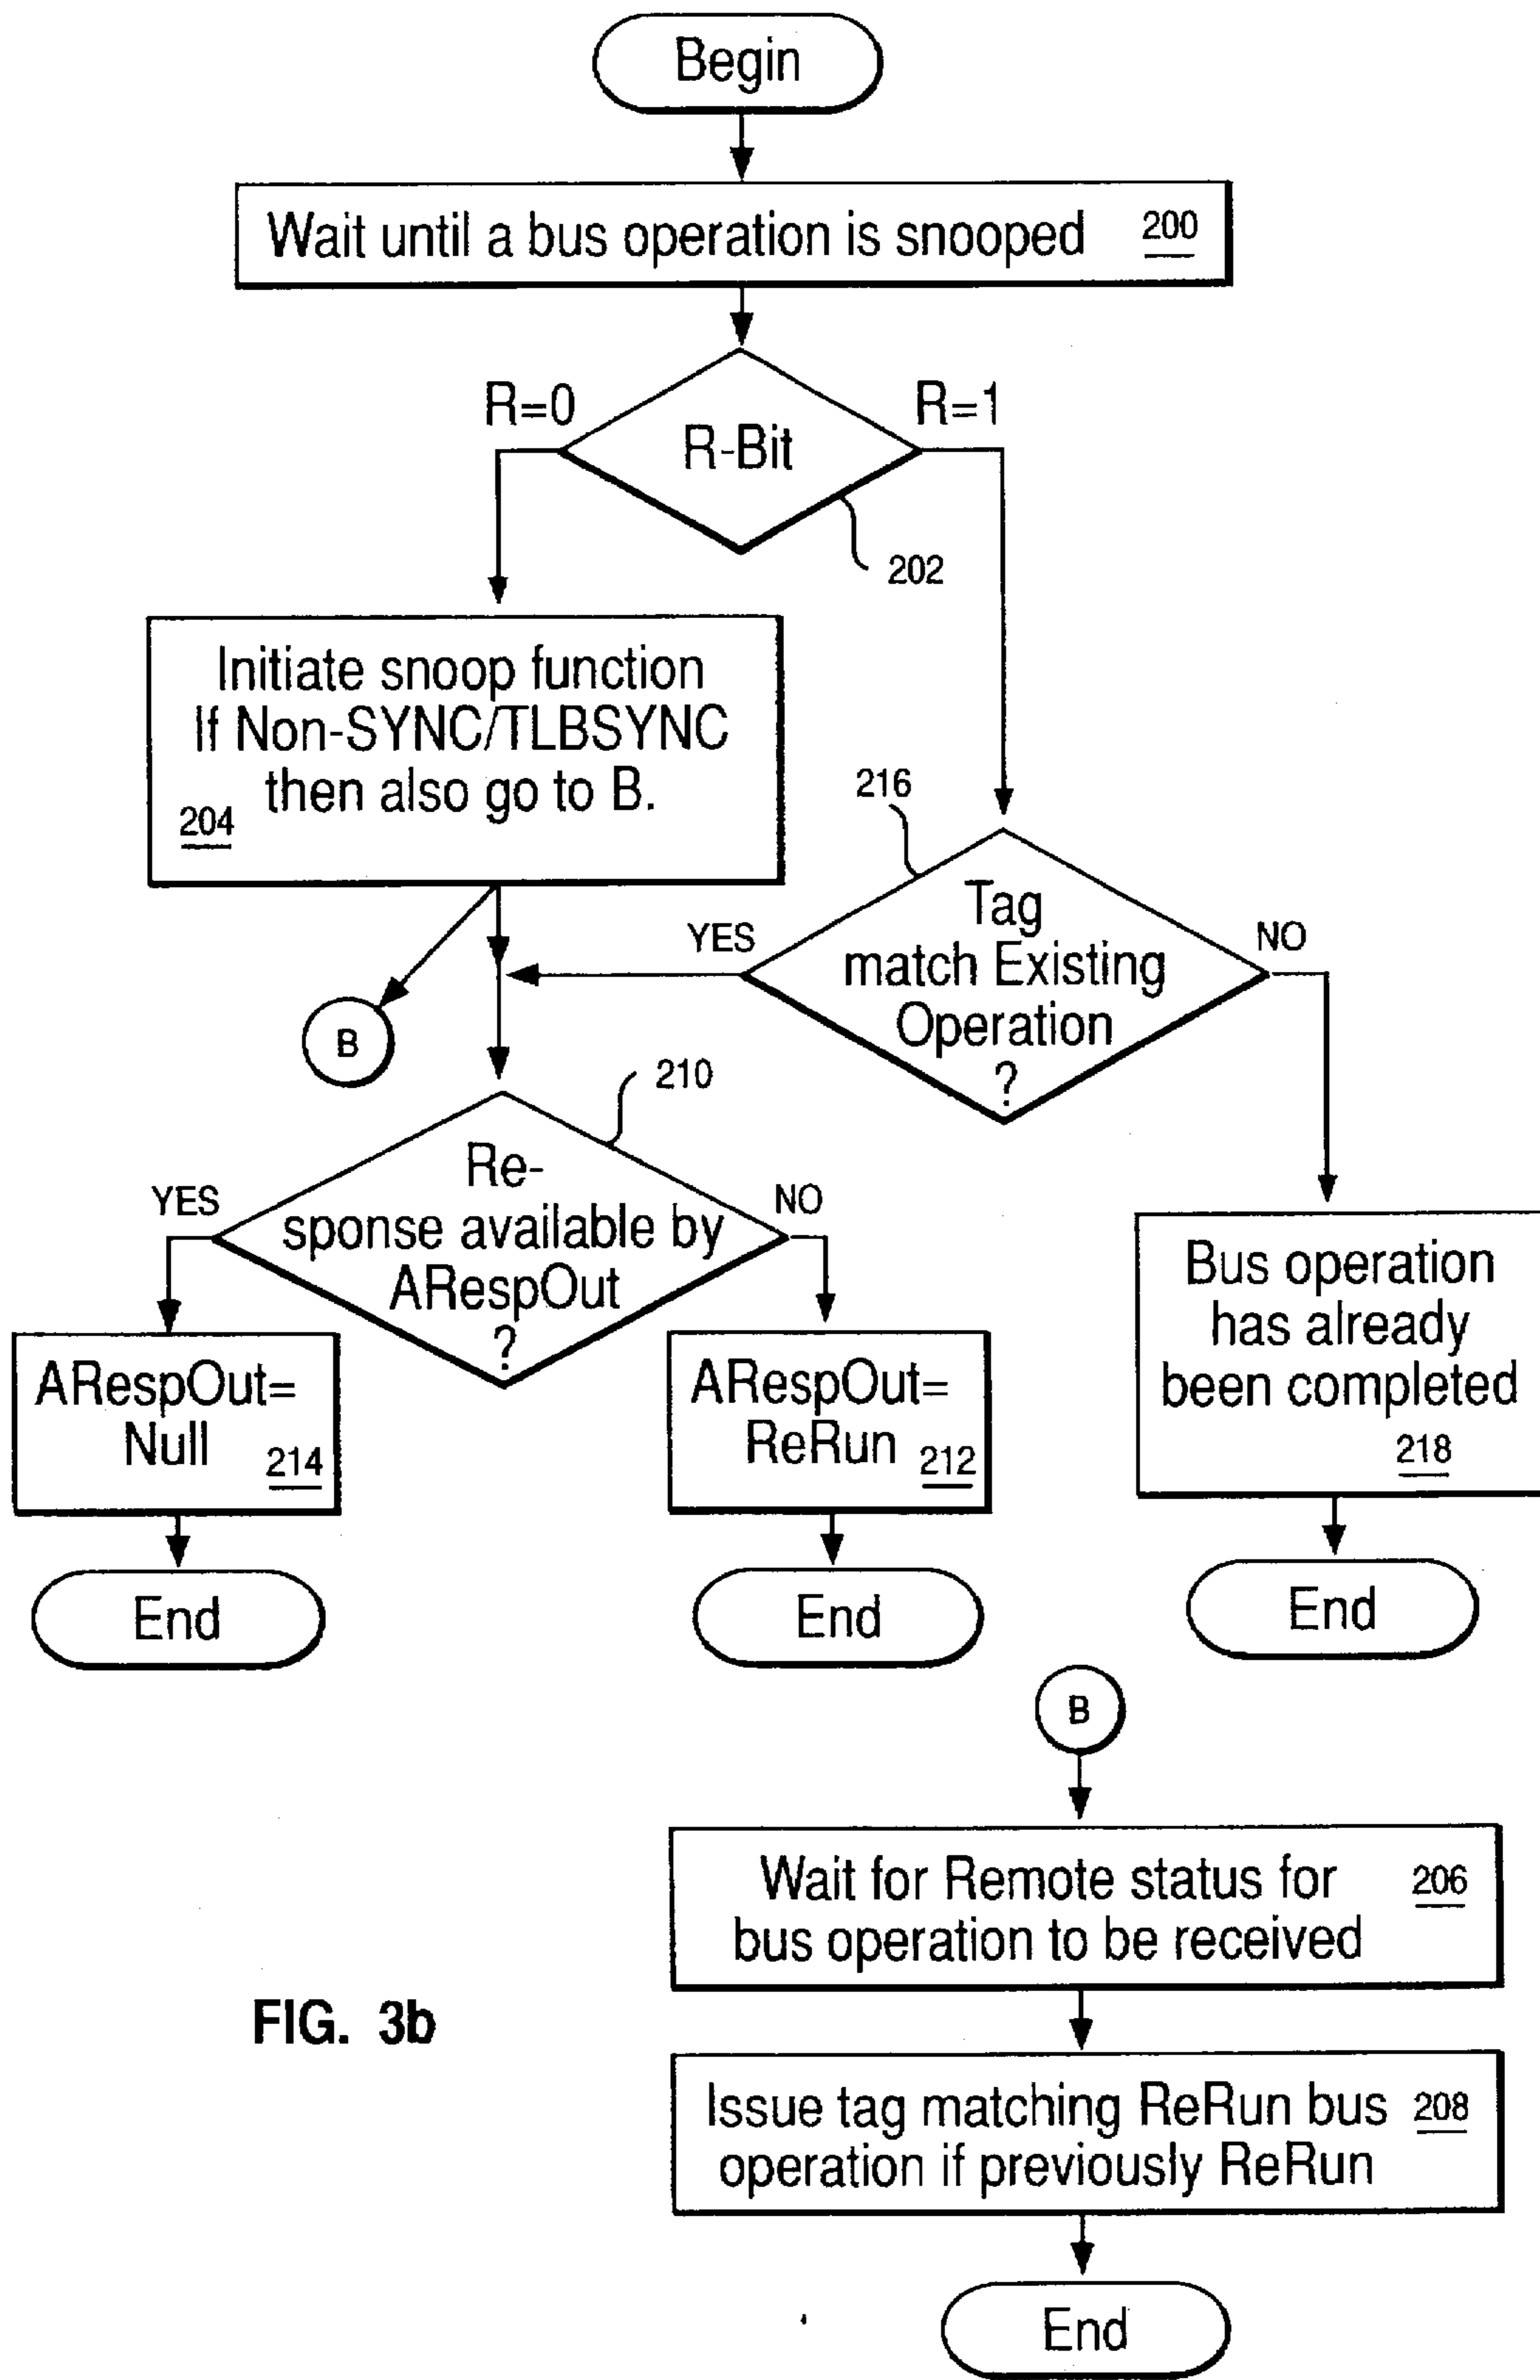 Begin
Wait until a bus operation is snooped 200
R=0
R=1
R-Bit
202
Initiate snoop function
If Non-SYNC/TLBSYNC
then also go to B.
204
216
Tag
match Existing
Operation
?
YES
NO
B
210
Re-
sponse available by
ARespOut
?
YES
NO
ARespOut=
Null 214
ARespOut=
ReRun 212
Bus operation
has already
been completed
218
End
End
End
B
Wait for Remote status for 206
bus operation to be received
FIG. 3b
Issue tag matching ReRun bus 208
operation if previously ReRun
End